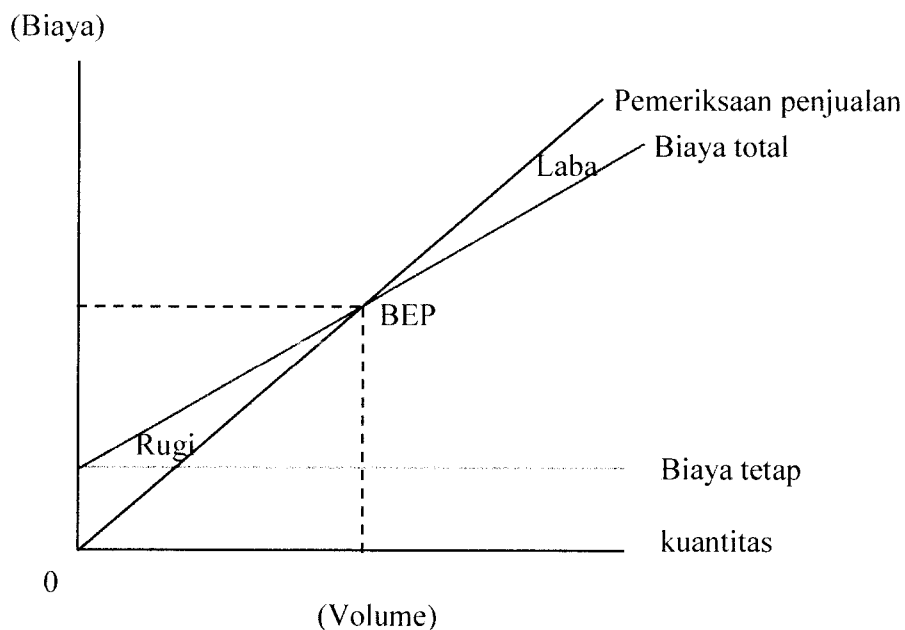 (Biaya)
Pemeriksaan penjualan
Biaya total
Laba
BEP
Rugi
Biaya tetap
kuantitas
0
(Volume)